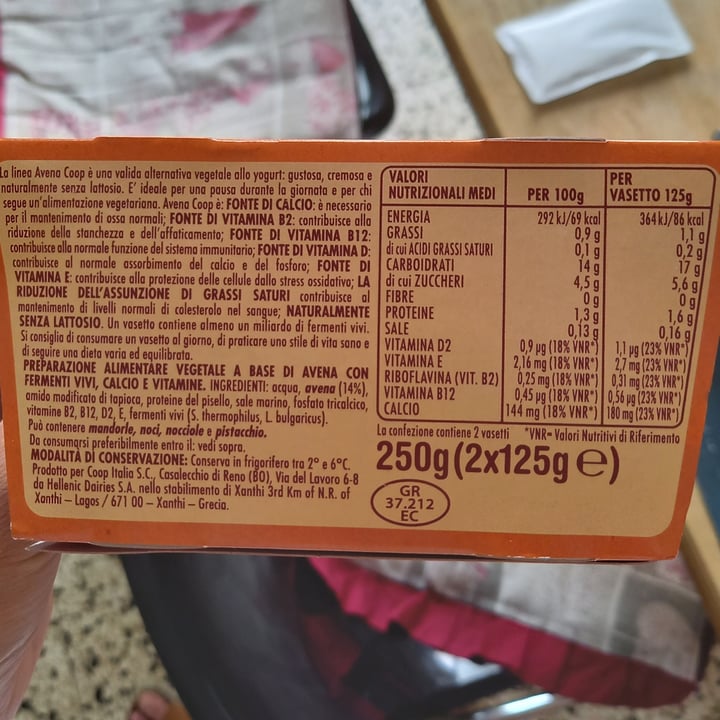 La linea Avena Coop è una valida alternativa vegetale allo yogurt: gustosa, cremosa e
naturalmente senza lattosio. E' ideale per una pausa durante la giornata e per chi
segue un'alimentazione vegetariana. Avena Coop è: FONTE DI CALCIO: è necessario
per il mantenimento di ossa normali; FONTE DI VITAMINA B2: contribuisce alla
riduzione della stanchezza e dell'affaticamento; FONTE DI VITAMINA B12:
contribuisce alla normale funzione del sistema immunitario; FONTE DI VITAMINA D:
contribuisce al normale assorbimento del calcio e del fosforo; FONTE DI
VITAMINA E: contribuisce alla protezione delle cellule dallo stress ossidativo; LA
RIDUZIONE DELL'ASSUNZIONE DI GRASSI SATURI contribuisce al
mantenimento di livelli normali di colesterolo nel sangue; NATURALMENTE
SENZA LATTOSIO. Un vasetto contiene almeno un miliardo di fermenti vivi.
Si consiglia di consumare un vasetto al giorno, di praticare uno stile di vita sano e
di seguire una dieta varia ed equilibrata.
PREPARAZIONE ALIMENTARE VEGETALE A BASE DI AVENA CON
FERMENTI VIVI, CALCIO E VITAMINE. INGREDIENTI: acqua, avena (14%),
amido modificato di tapioca, proteine del pisello, sale marino, fosfato tricalcico,
vitamine B2, B12, D2, E, fermenti vivi (S. thermophilus, L. bulgaricus).
Può contenere mandorle, noci, nocciole e pistacchio.
Da consumarsi preferibilmente entro il: vedi sopra.
MODALITÀ DI CONSERVAZIONE: Conserva in frigorifero tra 2° e 6°C.
Prodotto per Coop Italia S.C., Casalecchio di Reno (BO), Via del Lavoro 6-8
da Hellenic Dairies S.A. nello stabilimento di Xanthi 3rd Km of N.R. of
Xanthi – Lagos / 671 00 – Xanthi – Grecia.
VALORI NUTRIZIONALI MEDI PER 100g PER VASETTO 125g
ENERGIA 292 kJ/69 kcal 364 kJ/86 kcal
GRASSI 0,9 g 1,1 g
di cui ACIDI GRASSI SATURI 0,1 g 0,2 g
CARBOIDRATI 14 g 17 g
di cui ZUCCHERI 4,5 g 5,6 g
FIBRE 0 g 0 g
PROTEINE 1,3 g 1,6 g
SALE 0,13 g 0,16 g
VITAMINA D2 0,9 µg (18% VNR*) 1,1 µg (23% VNR*)
VITAMINA E 2,16 mg (18% VNR*) 2,7 mg (23% VNR*)
RIBOFLAVINA (VIT. B2) 0,25 mg (18% VNR*) 0,31 mg (23% VNR*)
VITAMINA B12 0,45 µg (18% VNR*) 0,56 µg (23% VNR*)
CALCIO 144 mg (18% VNR*) 180 mg (23% VNR*)
La confezione contiene 2 vasetti *VNR= Valori Nutritivi di Riferimento
250g (2x125g ℮)
GR
37.212
EC